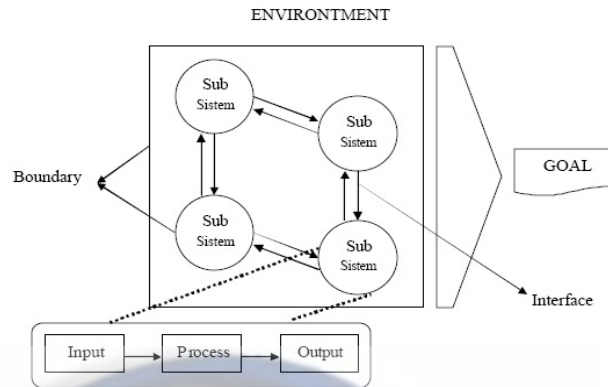 ENVIRONTMENT
Sub
Sistem
Sub
Sistem
Boundary
GOAL
Sub
Sistem
Sub
Sistem
Interface
Input
Process
Output